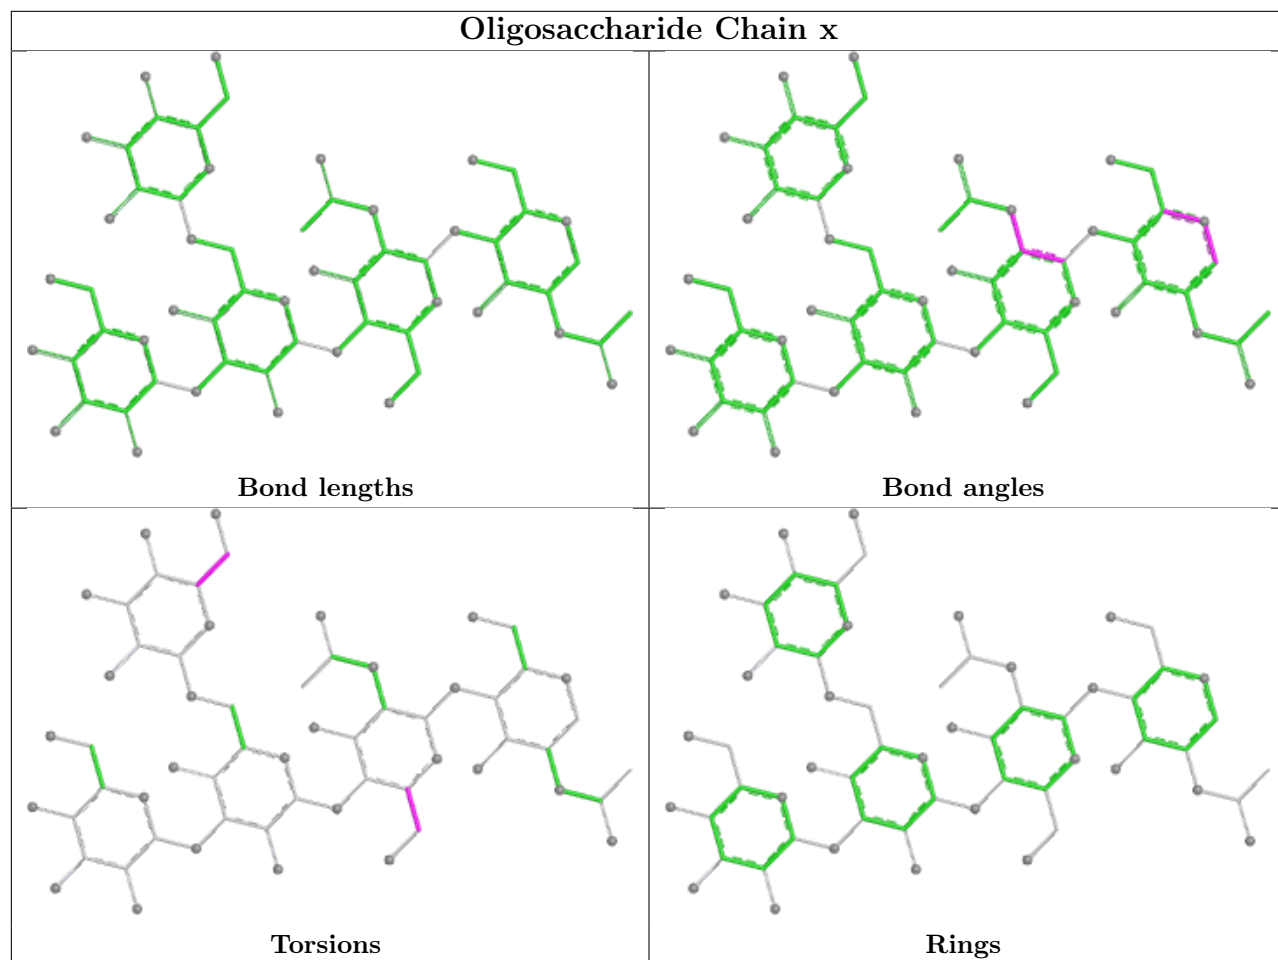 Oligosaccharide Chain x
Bond lengths
Bond angles
Torsions
Rings